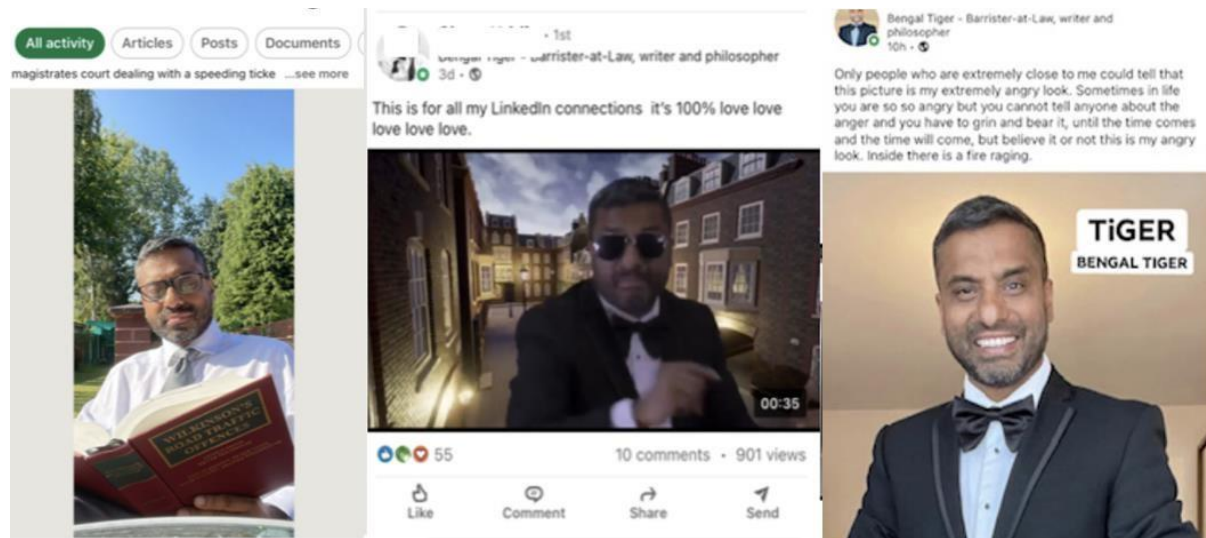 All activity
Articles
Posts
Documents
magistrates court dealing with a speeding ticke ...see more
WILKINSON'S
ROAD TRAFFIC
OFFENCES
• 1st
Bengal Tiger - Barrister-at-Law, writer and philosopher
3d •
This is for all my LinkedIn connections it's 100% love love
love love love.
00:35
55
10 comments • 901 views
Like
Comment
Share
Send
Bengal Tiger - Barrister-at-Law, writer and
philosopher
10h •
Only people who are extremely close to me could tell that
this picture is my extremely angry look. Sometimes in life
you are so so angry but you cannot tell anyone about the
anger and you have to grin and bear it, until the time comes
and the time will come, but believe it or not this is my angry
look. Inside there is a fire raging.
TiGER
BENGAL TIGER